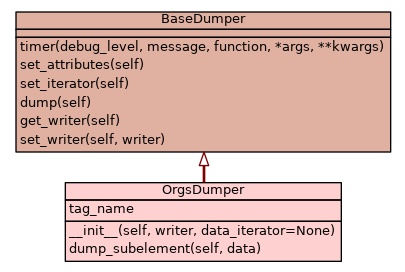 BaseDumper
timer(debug_level, message, function, *args, **kwargs)
set_attributes(self)
set_iterator(self)
dump(self)
get_writer(self)
set_writer(self, writer)
OrgsDumper
tag_name
__init__(self, writer, data_iterator=None)
dump_subelement(self, data)